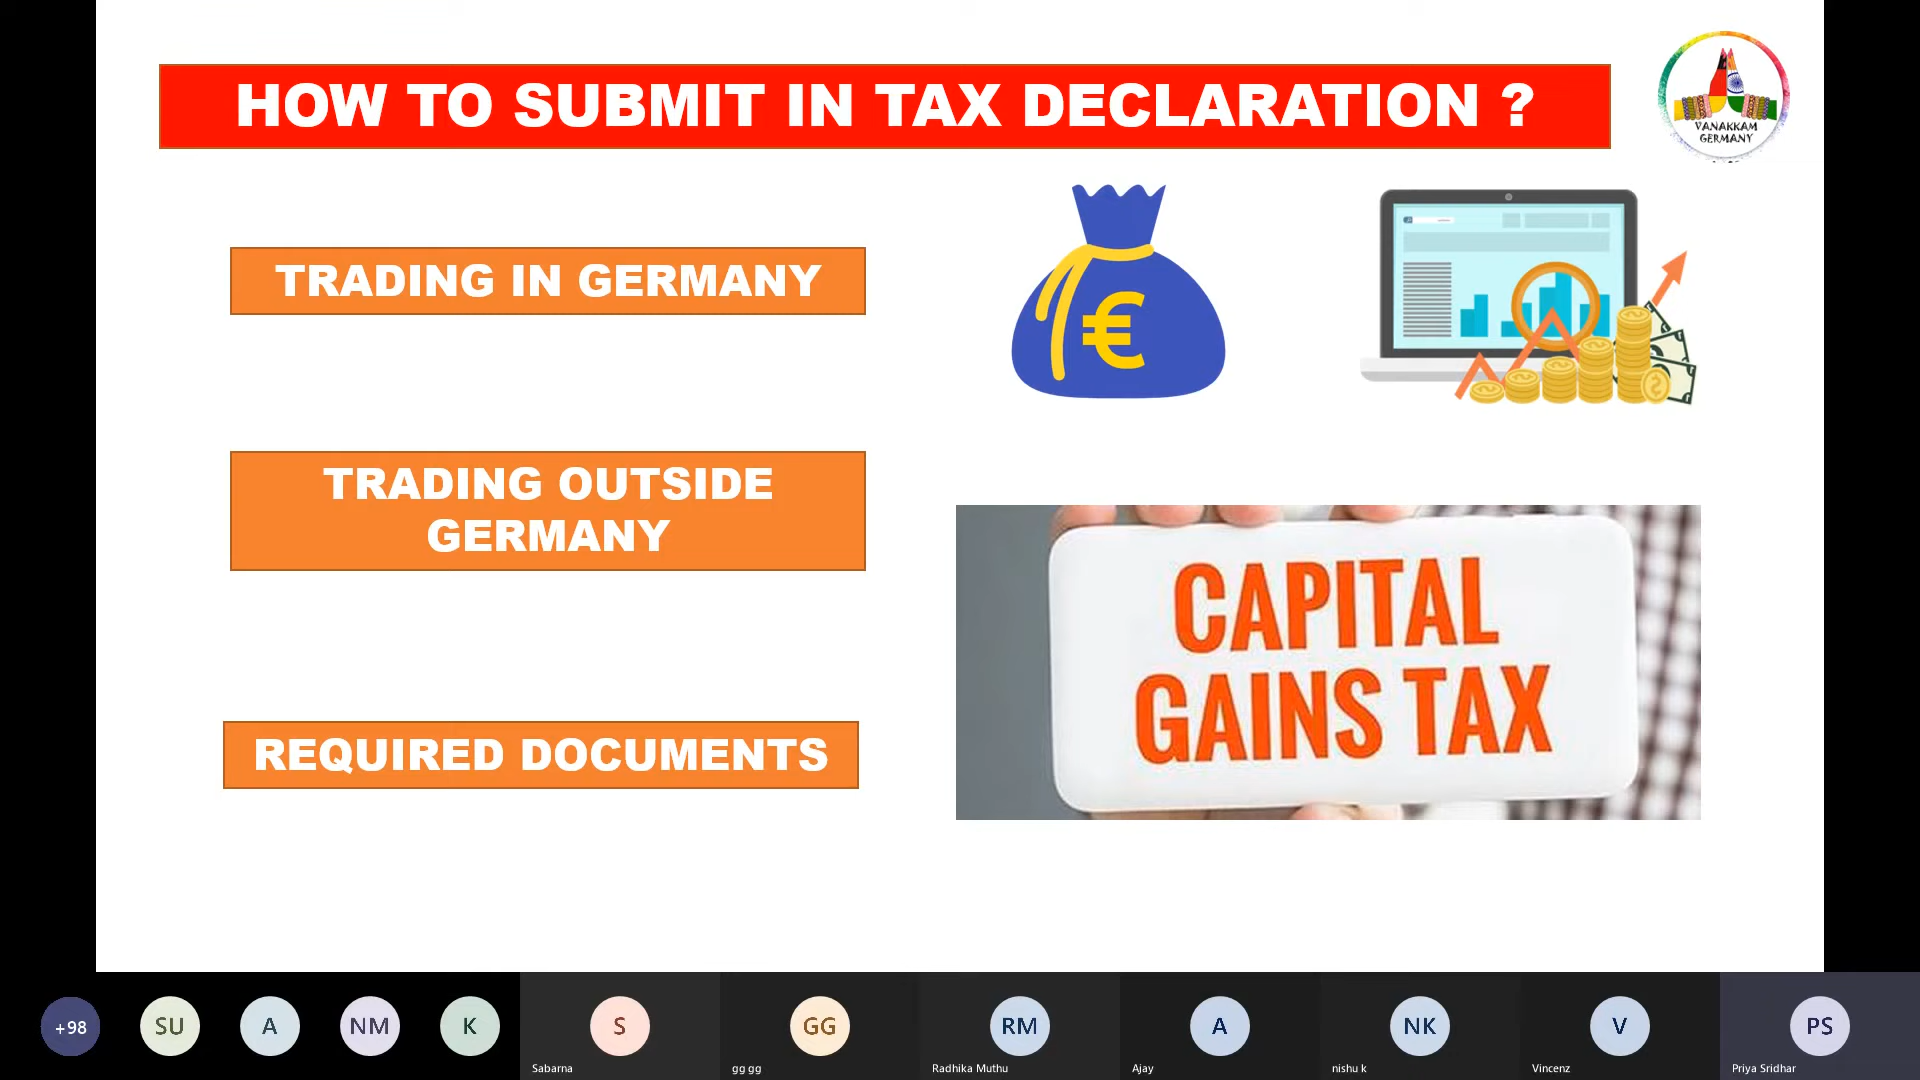 HOW TO SUBMIT IN TAX DECLARATION ?
VANAKKAM
GERMANY
TRADING IN GERMANY
€
TRADING OUTSIDE
GERMANY
CAPITAL
GAINS TAX
REQUIRED DOCUMENTS
+98
SU
A
NM
K
S
GG
RM
A
NK
V
PS
Sabarna
gg gg
Radhika Muthu
Ajay
nishu k
Vincenz
Priya Sridhar